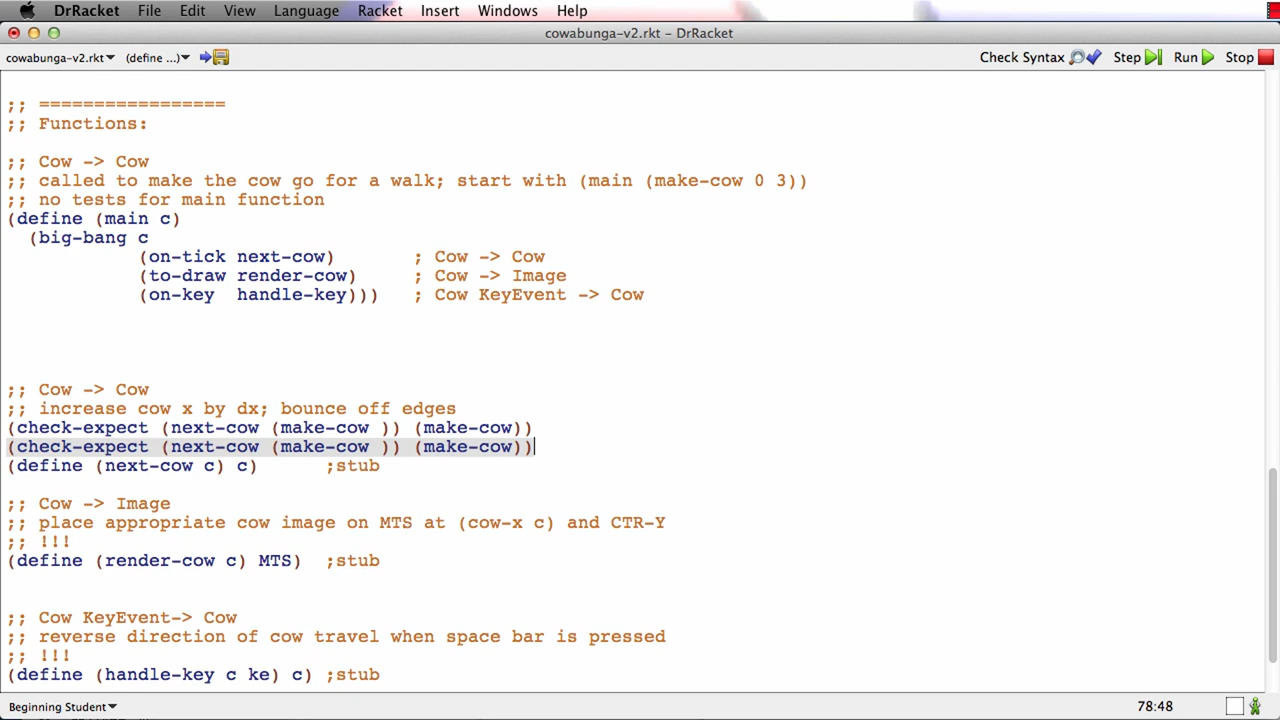 DrRacket File Edit View Language Racket Insert Windows Help
cowabunga-v2.rkt – DrRacket
cowabunga-v2.rkt▾ (define ...)▾ Check Syntax Step Run Stop
;; =================
;; Functions:
;; Cow -> Cow
;; called to make the cow go for a walk; start with (main (make-cow 0 3))
;; no tests for main function
(define (main c)
(big-bang c
(on-tick next-cow) ; Cow -> Cow
(to-draw render-cow) ; Cow -> Image
(on-key handle-key))) ; Cow KeyEvent -> Cow
;; Cow -> Cow
;; increase cow x by dx; bounce off edges
(check-expect (next-cow (make-cow )) (make-cow))
(check-expect (next-cow (make-cow )) (make-cow))
(define (next-cow c) c) ;stub
;; Cow -> Image
;; place appropriate cow image on MTS at (cow-x c) and CTR-Y
;; !!!
(define (render-cow c) MTS) ;stub
;; Cow KeyEvent-> Cow
;; reverse direction of cow travel when space bar is pressed
;; !!!
(define (handle-key c ke) c) ;stub
Beginning Student▾ 78:48